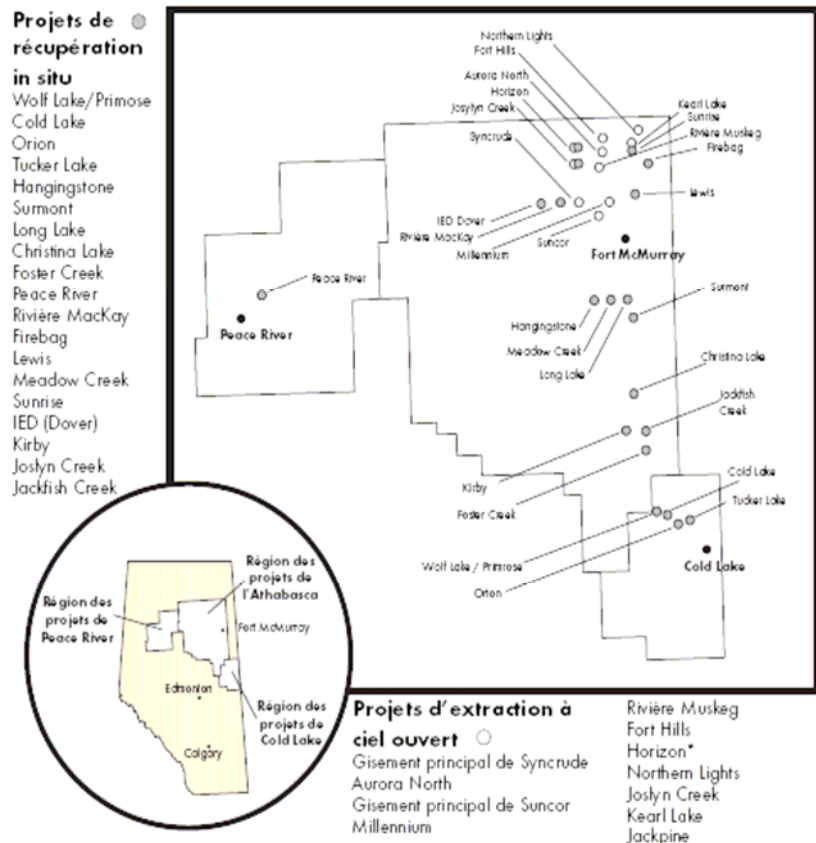 Projets de
récupération
in situ
Wolf Lake/Primose
Cold Lake
Orion
Tucker Lake
Hangingstone
Surmont
Long Lake
Christina Lake
Foster Creek
Peace River
Rivière MacKay
Firebag
Lewis
Meadow Creek
Sunrise
IED (Dover)
Kirby
Joslyn Creek
Jackfish Creek
Northern Lights
Fort Hills
Aurora North
Horizon
Joslyn Creek
Syncrude
Kearl Lake
Sunrise
Rivière Muskeg
Firebag
Lewis
IED Dover
Rivière MacKay
Millennium
Suncor
Fort McMurray
Peace River
Peace River
Surmont
Hangingstone
Meadow Creek
Long Lake
Christina Lake
Jackfish
Creek
Kirby
Foster Creek
Cold Lake
Tucker Lake
Wolf Lake / Primrose
Orion
Cold Lake
Région des
projets de
l'Athabasca
Région des
projets de
Peace River
Fort McMurray
Edmonton
Calgary
Région des
projets de
Cold Lake
Projets d'extraction à
ciel ouvert
Gisement principal de Syncrude
Aurora North
Gisement principal de Suncor
Millennium
Rivière Muskeg
Fort Hills
Horizon*
Northern Lights
Joslyn Creek
Kearl Lake
Jackpine